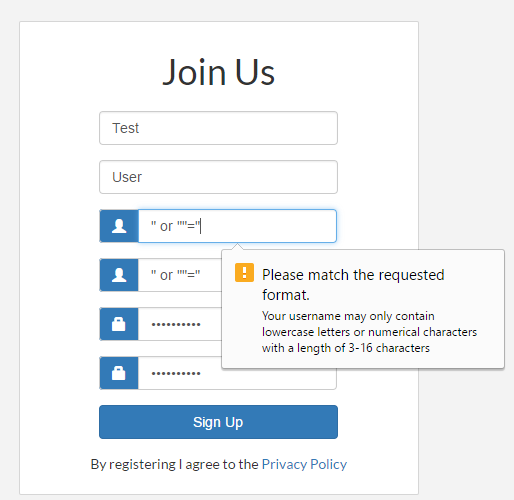 Join Us
Test
User
" or ""="
" or ""="
Please match the requested
format.
Your username may only contain
lowercase letters or numerical characters
with a length of 3-16 characters
••••••••••
••••••••••
Sign Up
By registering I agree to the Privacy Policy